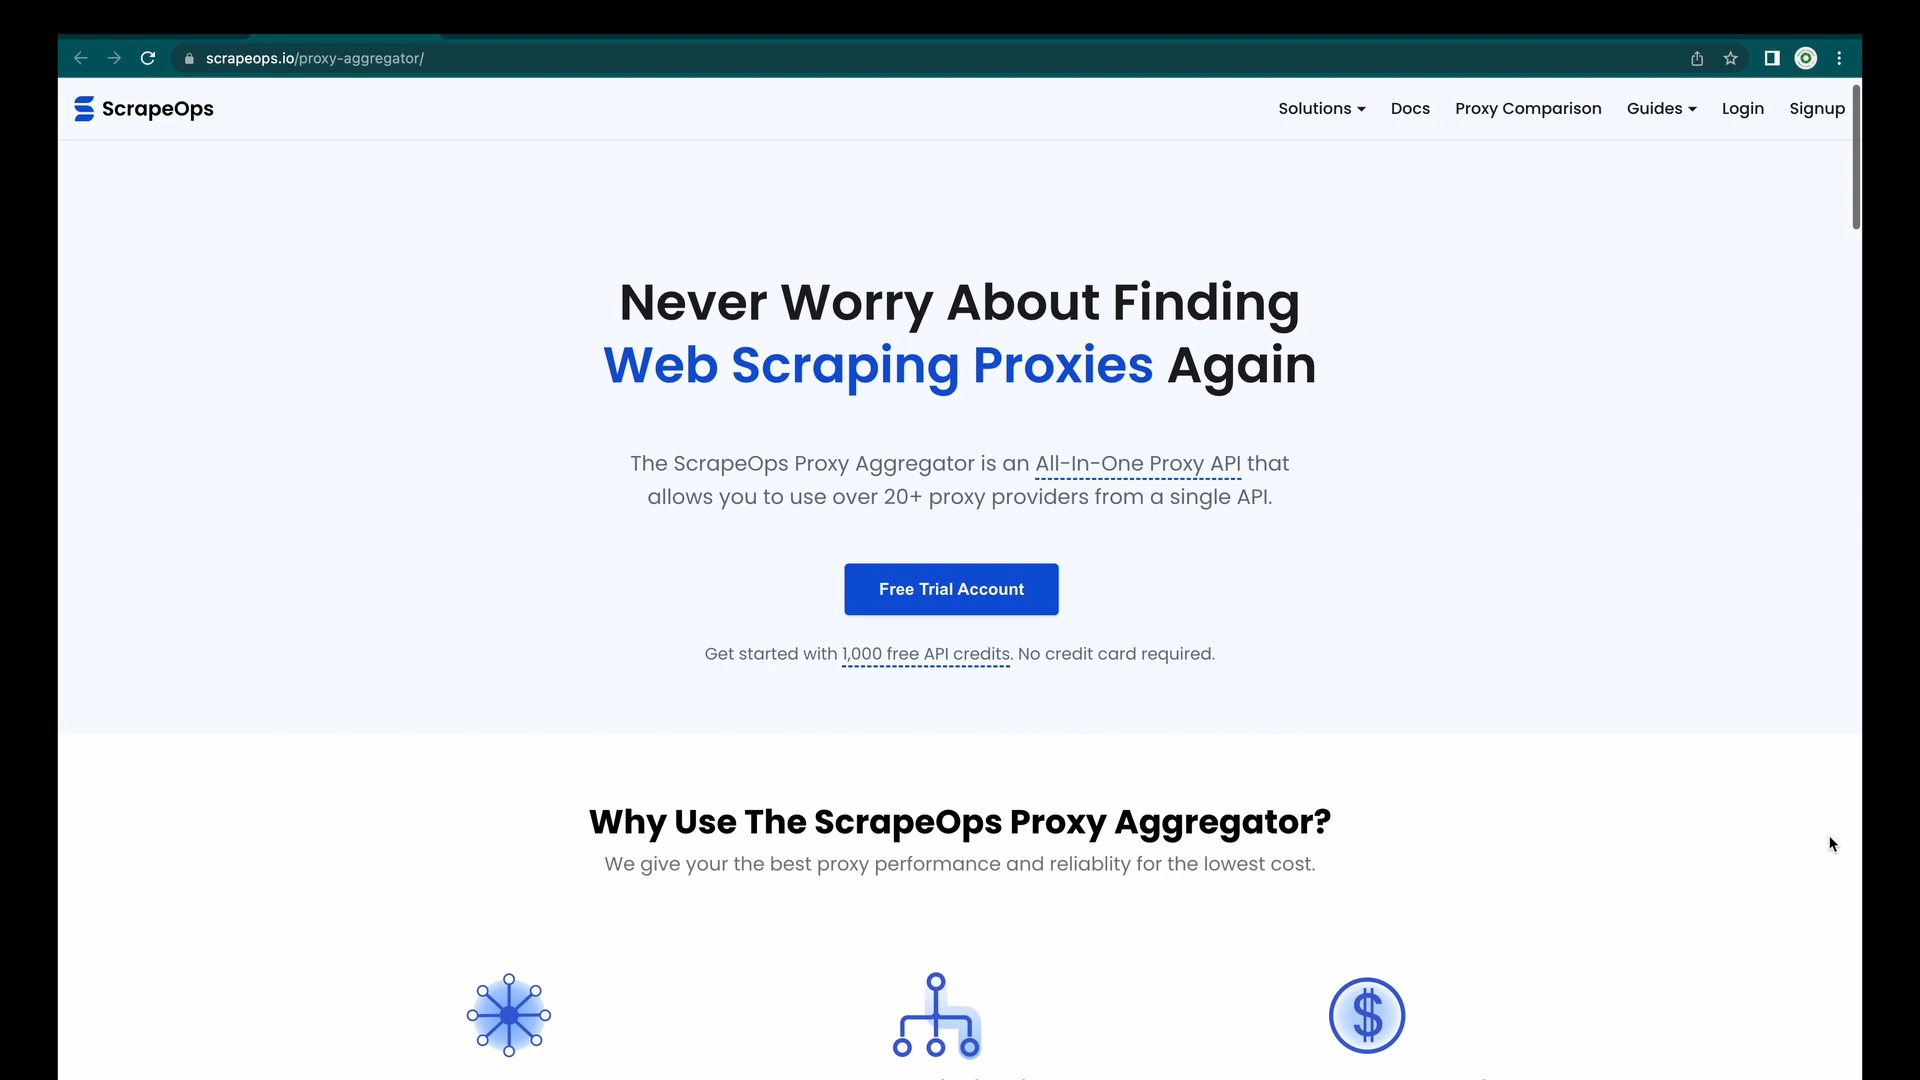 scrapeops.io/proxy-aggregator/
ScrapeOps
Solutions Docs Proxy Comparison Guides Login Signup
Never Worry About Finding
Web Scraping Proxies Again
The ScrapeOps Proxy Aggregator is an All-In-One Proxy API that
allows you to use over 20+ proxy providers from a single API.
Free Trial Account
Get started with 1,000 free API credits. No credit card required.
Why Use The ScrapeOps Proxy Aggregator?
We give your the best proxy performance and reliablity for the lowest cost.
$